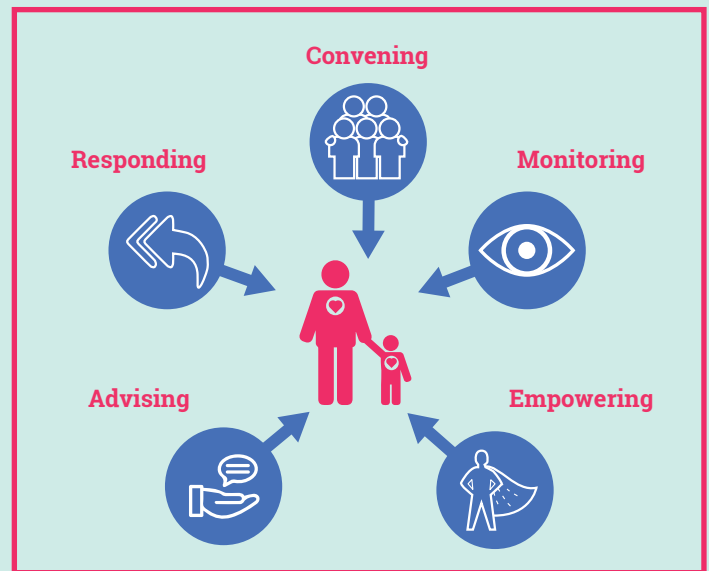 Convening
Responding
Monitoring
Advising
Empowering